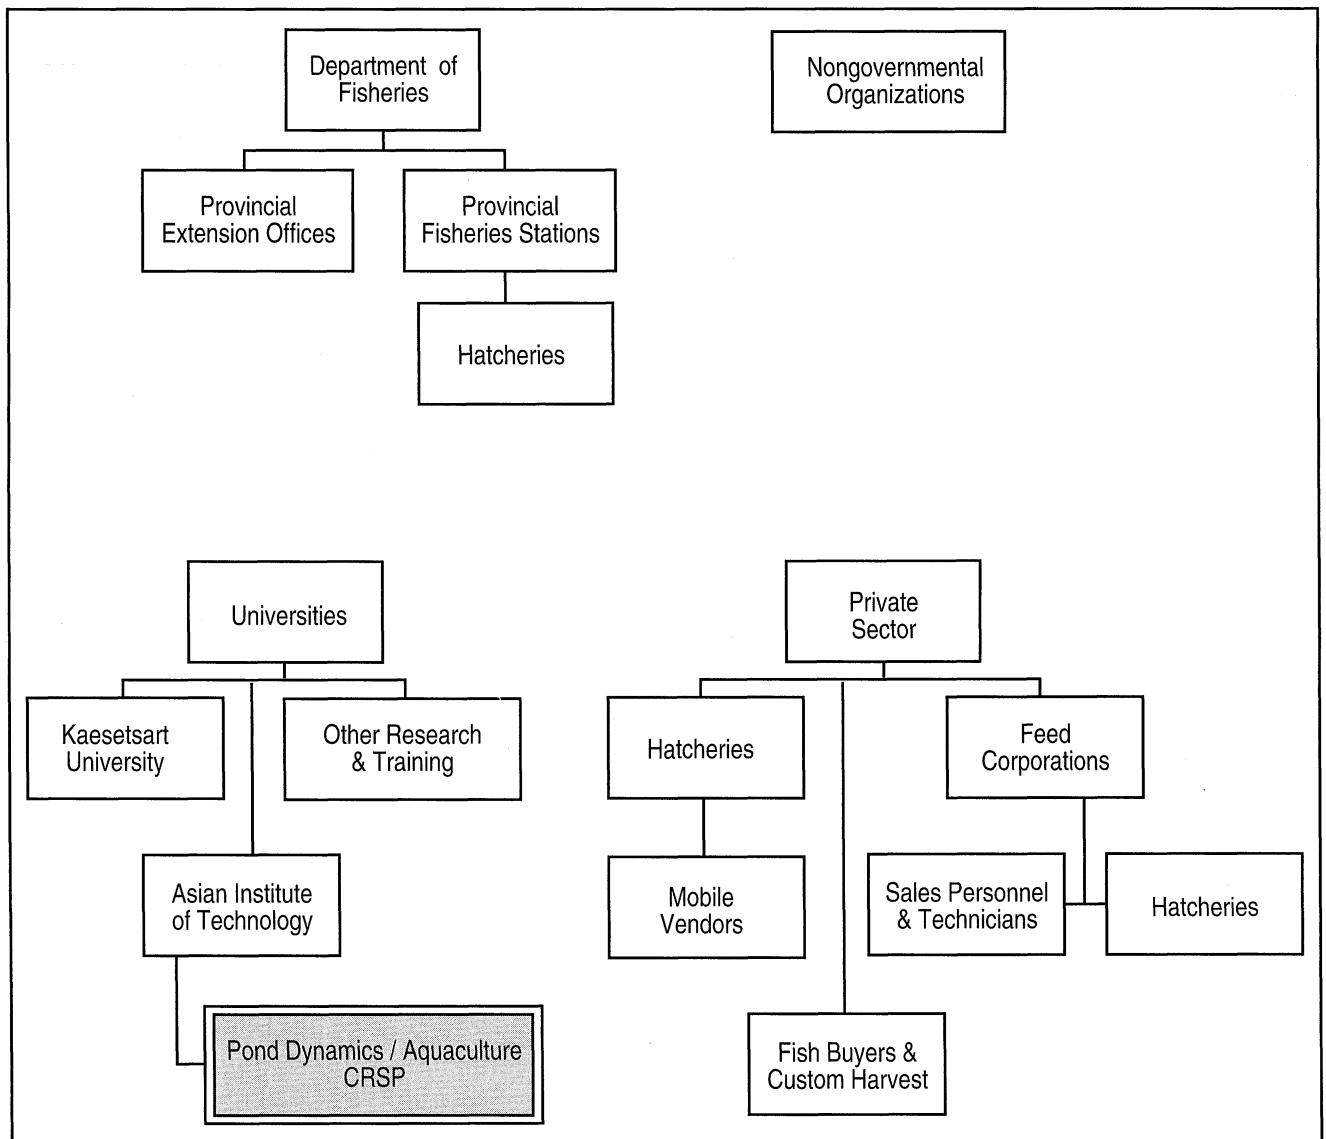 Department of
Fisheries
Nongovernmental
Organizations
Provincial
Extension Offices
Provincial
Fisheries Stations
Hatcheries
Universities
Private
Sector
Kaesetsart
University
Other Research
& Training
Hatcheries
Feed
Corporations
Asian Institute
of Technology
Mobile
Vendors
Sales Personnel
& Technicians
Hatcheries
Pond Dynamics / Aquaculture
CRSP
Fish Buyers &
Custom Harvest